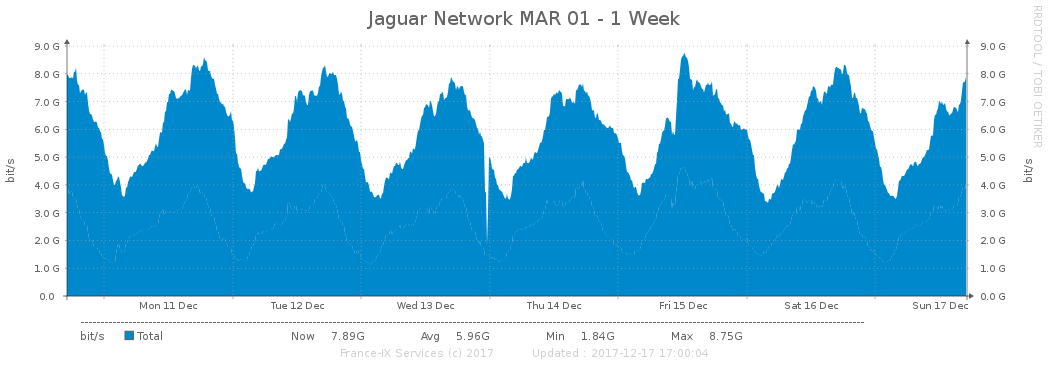 Jaguar Network MAR 01 - 1 Week
RRDTOOL / TOBI OETIKER
bit/s
9.0 G 9.0 G
8.0 G 8.0 G
7.0 G 7.0 G
6.0 G 6.0 G
5.0 G 5.0 G
4.0 G 4.0 G
3.0 G 3.0 G
2.0 G 2.0 G
1.0 G 1.0 G
0.0 0.0 G
bit/s
Mon 11 Dec Tue 12 Dec Wed 13 Dec Thu 14 Dec Fri 15 Dec Sat 16 Dec Sun 17 Dec
bit/s Total Now 7.89G Avg 5.96G Min 1.84G Max 8.75G
France-IX Services (c) 2017 Updated : 2017-12-17 17:00:04